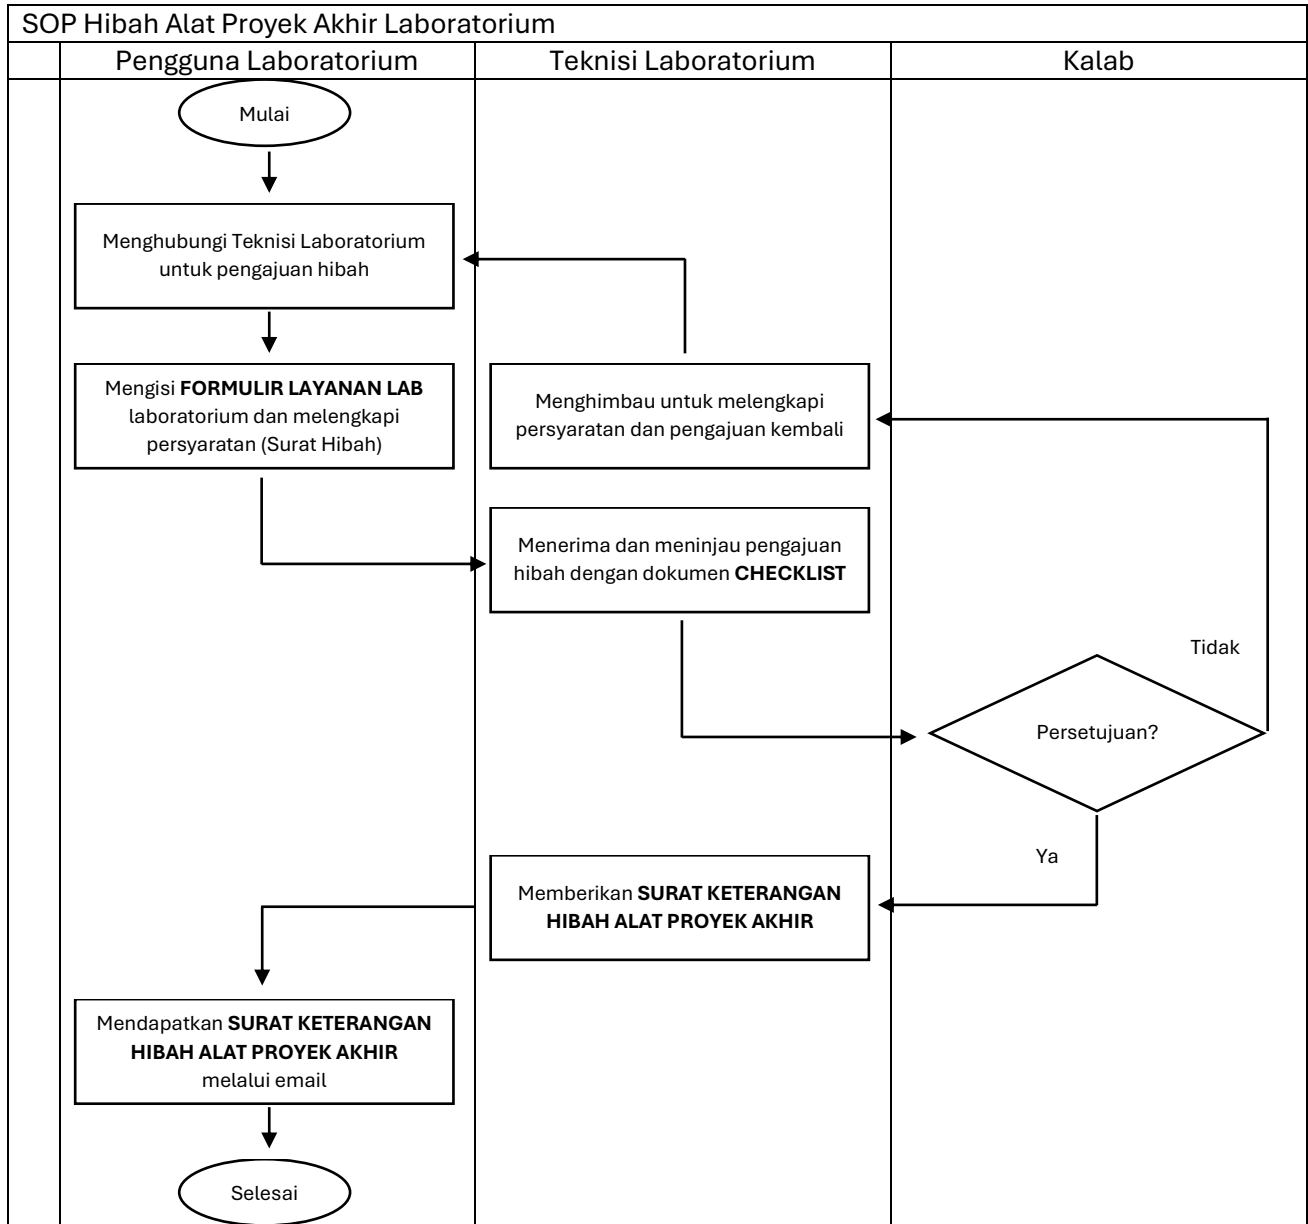 SOP Hibah Alat Proyek Akhir Laboratorium
Pengguna Laboratorium
Teknisi Laboratorium
Kalab
Mulai
Menghubungi Teknisi Laboratorium
untuk pengajuan hibah
Mengisi FORMULIR LAYANAN LAB
laboratorium dan melengkapi
persyaratan (Surat Hibah)
Menghimbau untuk melengkapi
persyaratan dan pengajuan kembali
Menerima dan meninjau pengajuan
hibah dengan dokumen CHECKLIST
Tidak
Persetujuan?
Ya
Memberikan SURAT KETERANGAN
HIBAH ALAT PROYEK AKHIR
Mendapatkan SURAT KETERANGAN
HIBAH ALAT PROYEK AKHIR
melalui email
Selesai